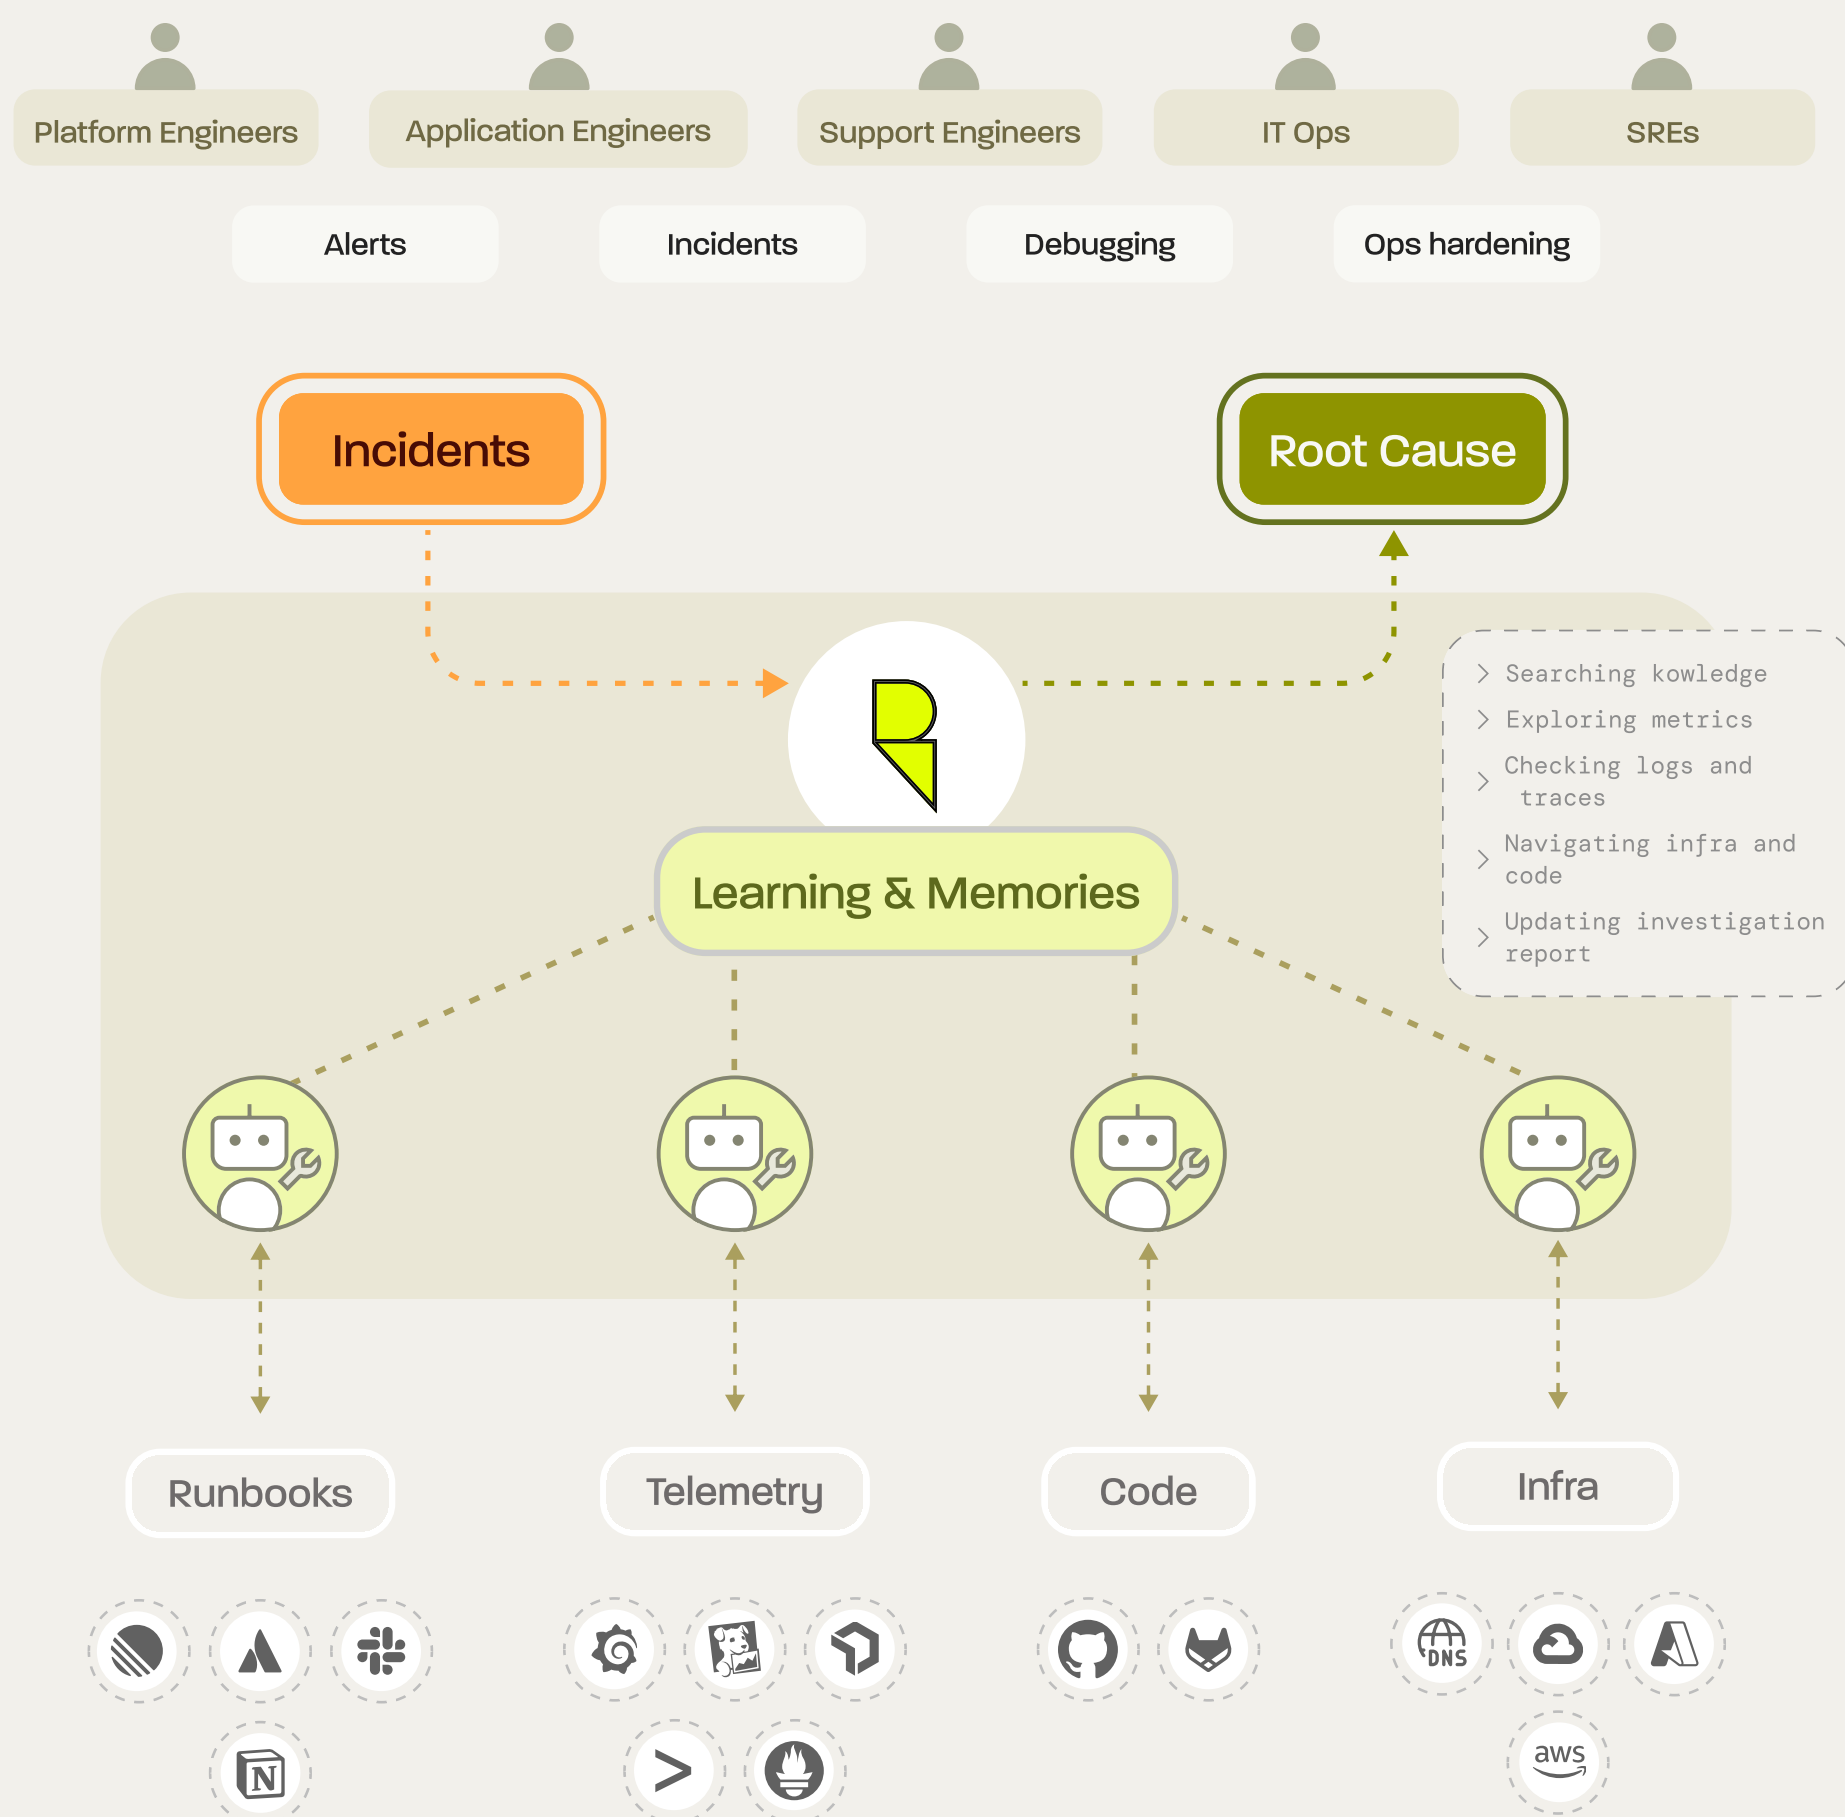 Platform Engineers
Application Engineers
Support Engineers
IT Ops
SREs
Alerts
Incidents
Debugging
Ops hardening
Incidents
Root Cause
Searching kowledge
Exploring metrics
Checking logs and
traces
Navigating infra and
code
Updating investigation
report
Learning & Memories
Runbooks
Telemetry
Code
Infra
DNS
N
aws